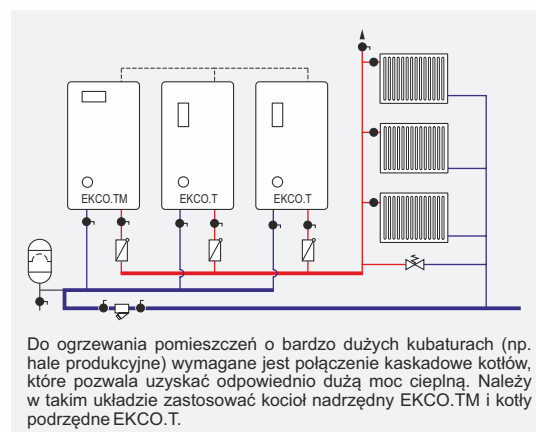 EKCO.TM EKCO.T EKCO.T
Do ogrzewania pomieszczeń o bardzo dużych kubaturach (np.
hale produkcyjne) wymagane jest połączenie kaskadowe kotłów,
które pozwala uzyskać odpowiednio dużą moc cieplną. Należy
w takim układzie zastosować kocioł nadrzędny EKCO.TM i kotły
podrzędne EKCO.T.